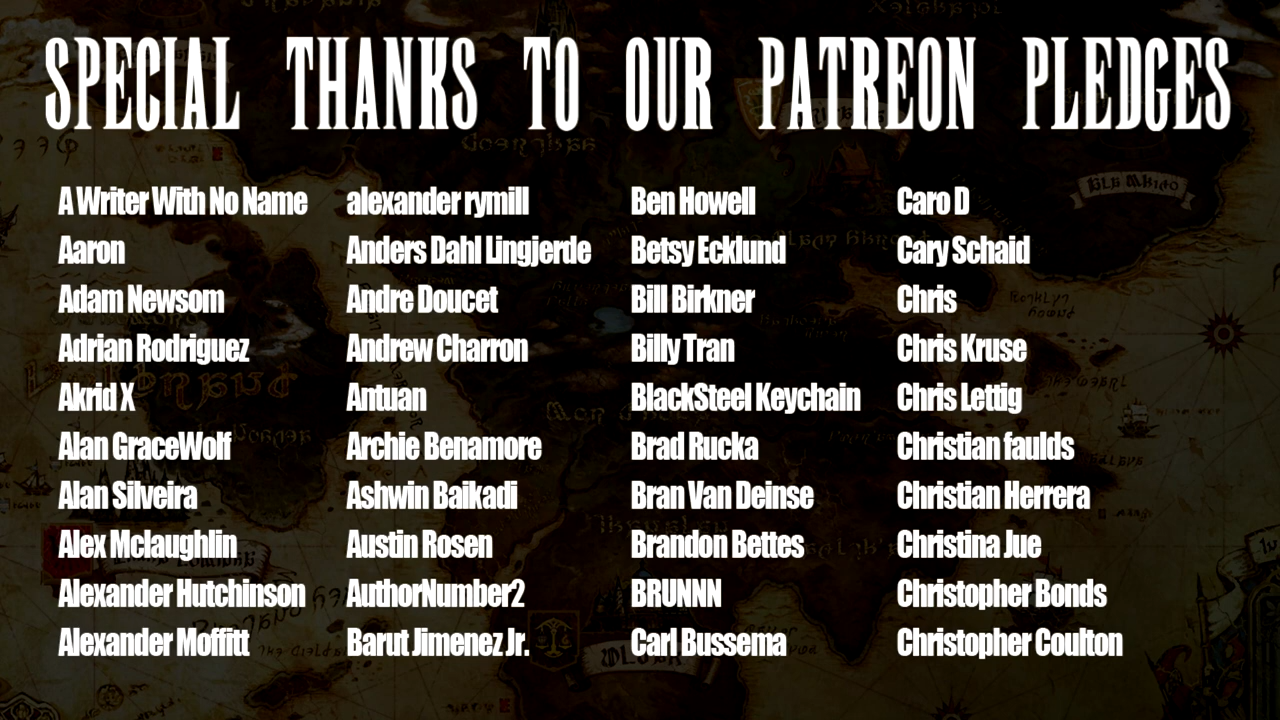 SPECIAL THANKS TO OUR PATREON PLEDGES
A Writer With No Name
Aaron
Adam Newsom
Adrian Rodriguez
Akrid X
Alan GraceWolf
Alan Silveira
Alex Mclaughlin
Alexander Hutchinson
Alexander Moffitt
alexander rymill
Anders Dahl Lingjerde
Andre Doucet
Andrew Charron
Antuan
Archie Benamore
Ashwin Baikadi
Austin Rosen
AuthorNumber2
Barut Jimenez Jr.
Ben Howell
Betsy Ecklund
Bill Birkner
Billy Tran
BlackSteel Keychain
Brad Rucka
Bran Van Deinse
Brandon Bettes
BRUNNN
Carl Bussema
Caro D
Cary Schaid
Chris
Chris Kruse
Chris Lettig
Christian faulds
Christian Herrera
Christina Jue
Christopher Bonds
Christopher Coulton